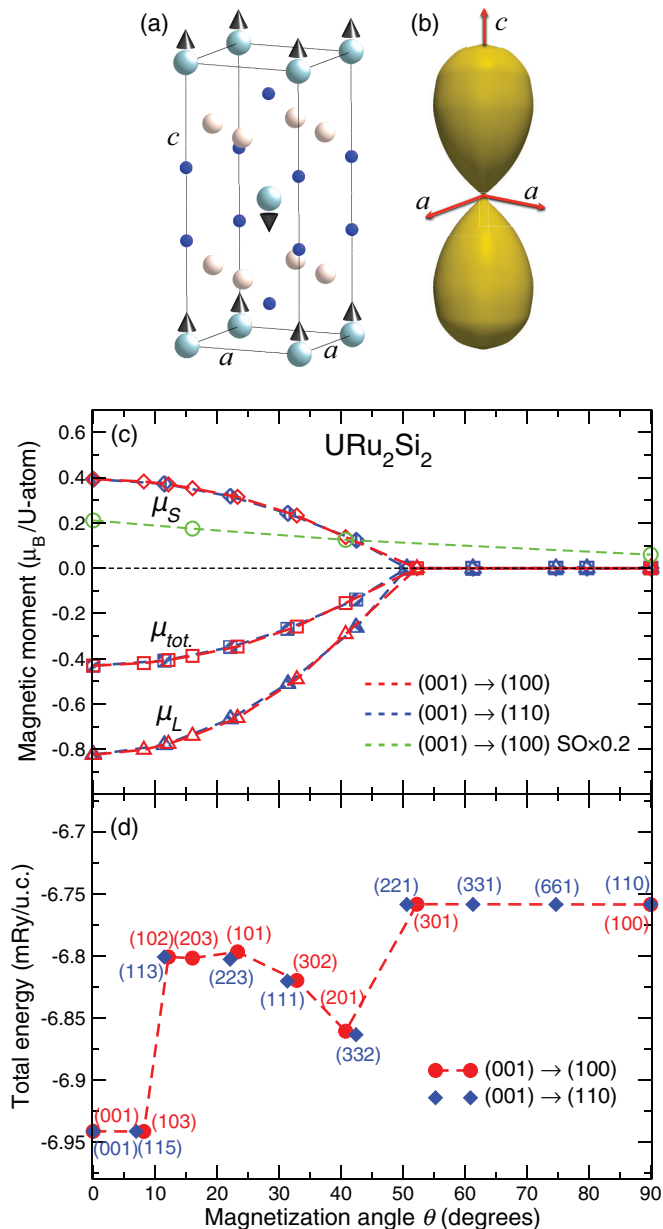 (a)
(b)
c
c
a
a
a
a
(c)
URu2Si2
0.6
0.4
0.2
0.0
-0.2
-0.4
-0.6
-0.8
Magnetic moment (μB/U-atom)
μS
μtot.
μL
(001) → (100)
(001) → (110)
(001) → (100) SO×0.2
(d)
-6.7
-6.75
-6.8
-6.85
-6.9
-6.95
Total energy (mRy/u.c.)
(221) (331) (661) (110)
(301) (100)
(102) (203) (101)
(113) (223) (302)
(111) (201)
(332)
(001) → (100)
(001) → (110)
(001) (103)
(001) (115)
0 10 20 30 40 50 60 70 80 90
Magnetization angle θ (degrees)